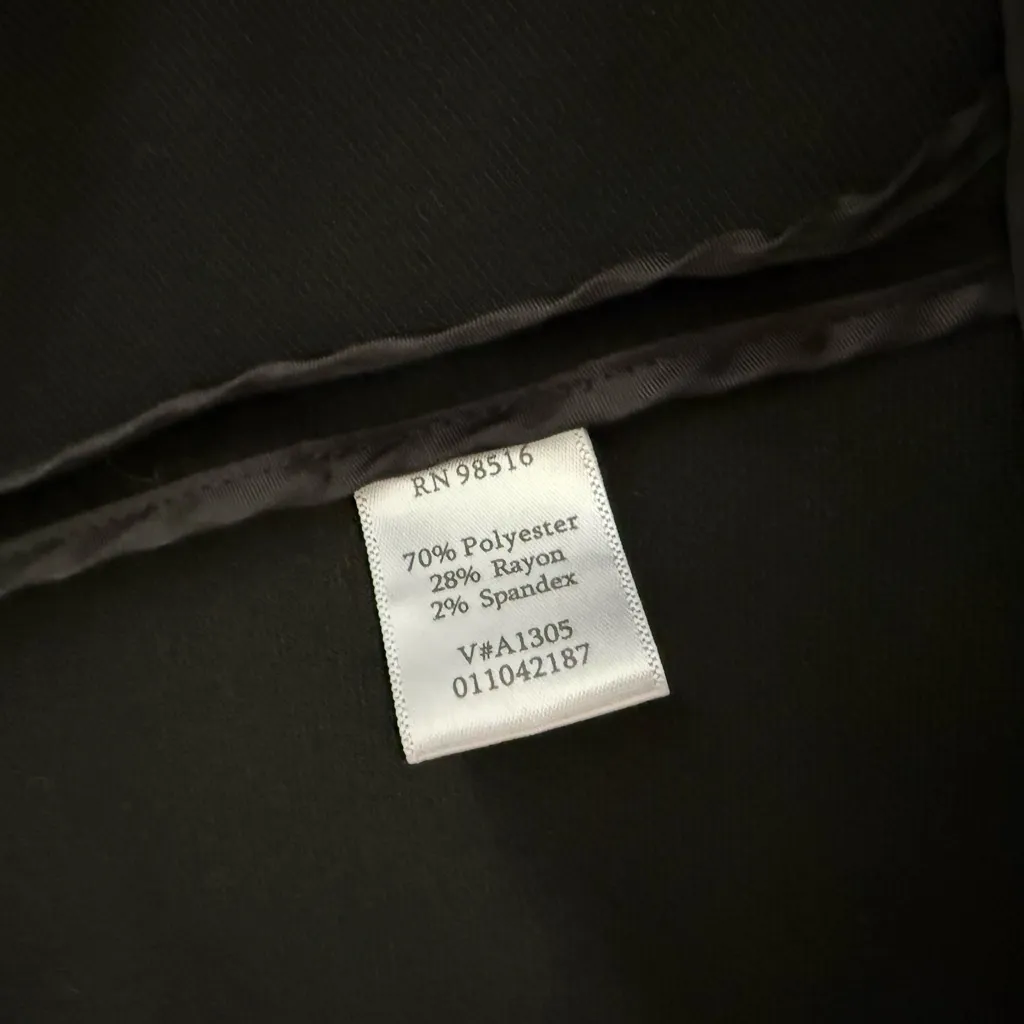 RN 98516
70% Polyester
28% Rayon
2% Spandex
V#A1305
011042187